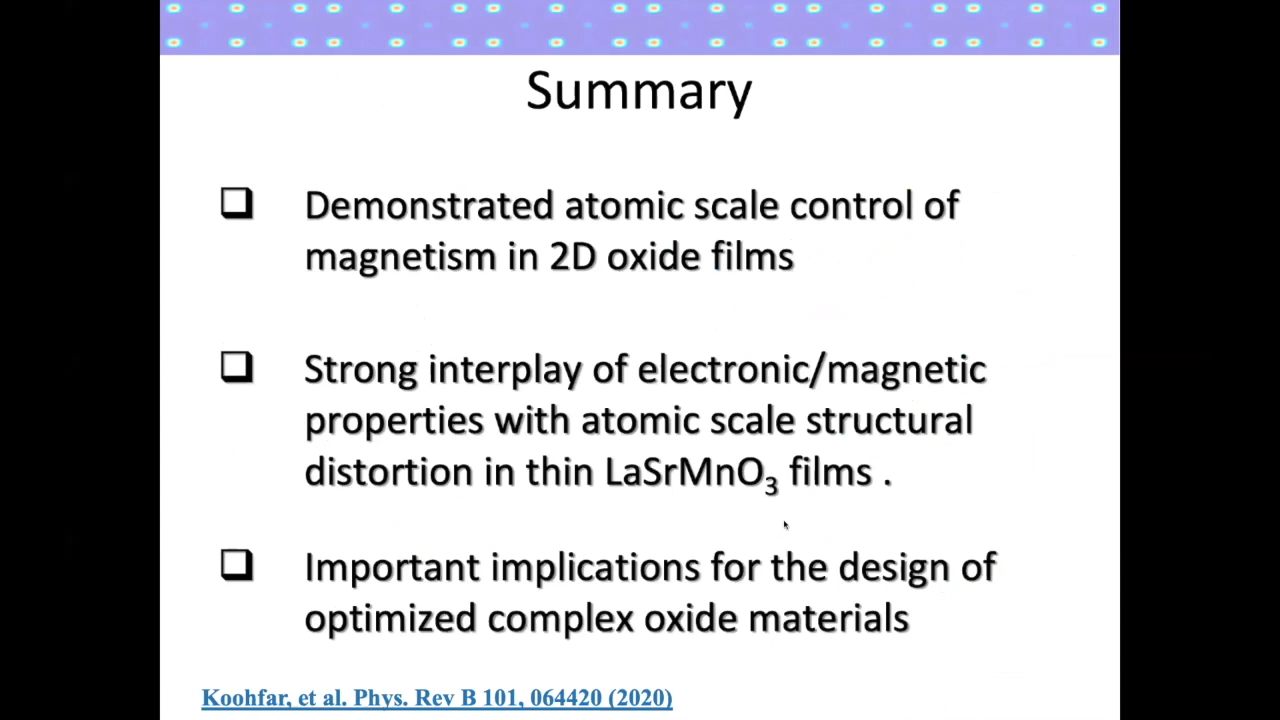 Summary
Demonstrated atomic scale control of
magnetism in 2D oxide films
Strong interplay of electronic/magnetic
properties with atomic scale structural
distortion in thin LaSrMnO₃ films .
Important implications for the design of
optimized complex oxide materials
Koohfar, et al. Phys. Rev B 101, 064420 (2020)